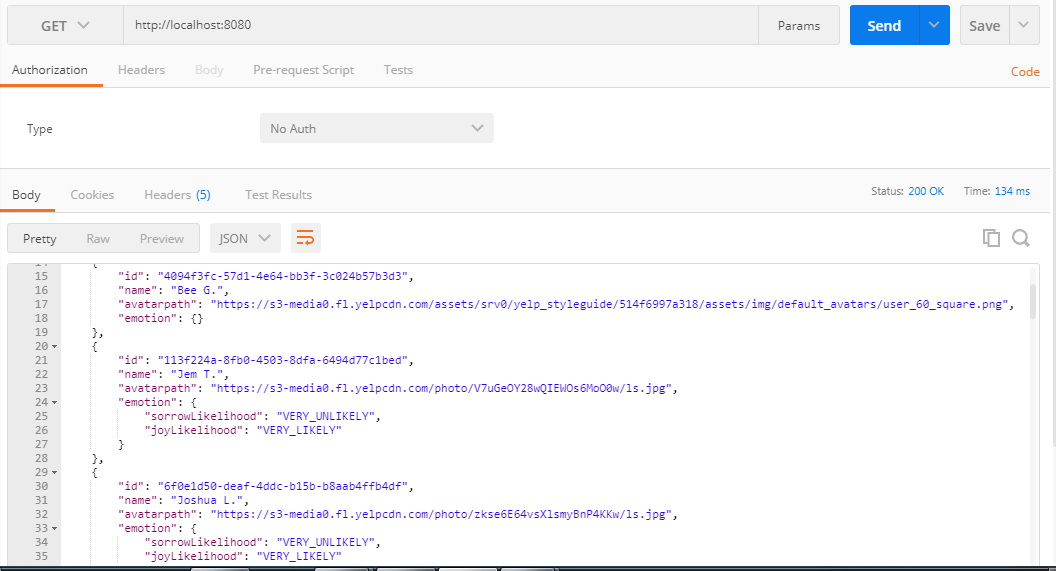 GET http://localhost:8080 Params Send Save
Authorization Headers Body Pre-request Script Tests Code
Type No Auth
Body Cookies Headers (5) Test Results Status: 200 OK Time: 134 ms
Pretty Raw Preview JSON
14 {
15 "id": "4094f3fc-57d1-4e64-bb3f-3c024b57b3d3",
16 "name": "Bee G.",
17 "avatarpath": "https://s3-media0.fl.yelpcdn.com/assets/srv0/yelp_styleguide/514f6997a318/assets/img/default_avatars/user_60_square.png",
18 "emotion": {}
19 },
20 {
21 "id": "113f224a-8fb0-4503-8dfa-6494d77c1bed",
22 "name": "Jem T.",
23 "avatarpath": "https://s3-media0.fl.yelpcdn.com/photo/V7uGeOY28wQIEWOs6MoO0w/ls.jpg",
24 "emotion": {
25 "sorrowLikelihood": "VERY_UNLIKELY",
26 "joyLikelihood": "VERY_LIKELY"
27 }
28 },
29 {
30 "id": "6f0e1d50-deaf-4ddc-b15b-b8aab4ffb4df",
31 "name": "Joshua L.",
32 "avatarpath": "https://s3-media0.fl.yelpcdn.com/photo/zkse6E64vsXlsmyBnP4KKw/ls.jpg",
33 "emotion": {
34 "sorrowLikelihood": "VERY_UNLIKELY",
35 "joyLikelihood": "VERY_LIKELY"